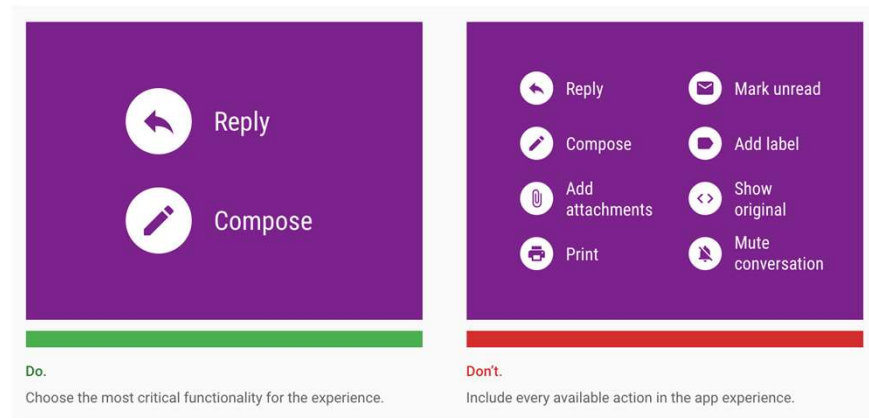 Reply
Compose
Do.
Choose the most critical functionality for the experience.
Reply
Mark unread
Compose
Add label
Add
attachments
Show
original
Print
Mute
conversation
Don't.
Include every available action in the app experience.